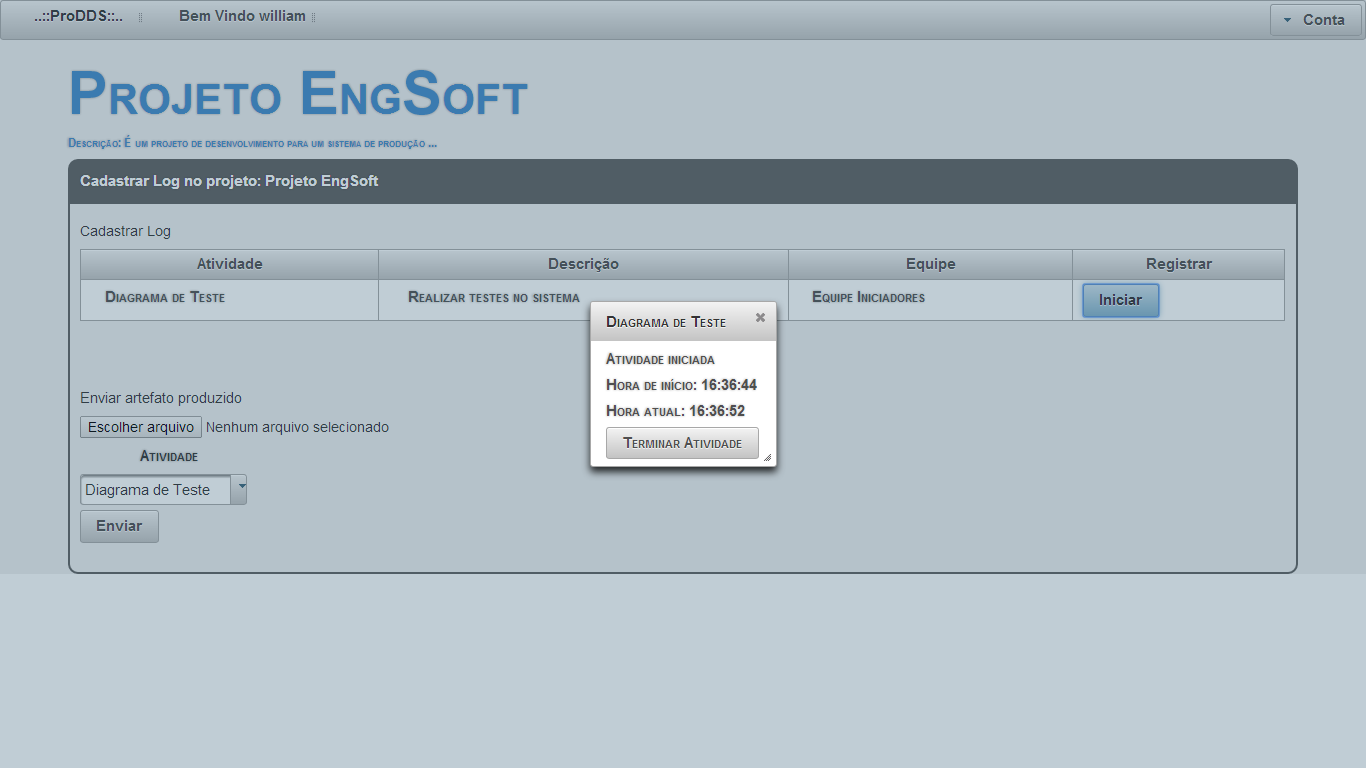 ..::ProDDS::.. Bem Vindo william Conta
Projeto EngSoft
Descrição: É um projeto de desenvolvimento para um sistema de produção ...
Cadastrar Log no projeto: Projeto EngSoft
Cadastrar Log
Atividade Descrição Equipe Registrar
Diagrama de Teste Realizar testes no sistema Equipe Iniciadores Iniciar
Diagrama de Teste
Atividade iniciada
Hora de início: 16:36:44
Hora atual: 16:36:52
Terminar Atividade
Enviar artefato produzido
Escolher arquivo Nenhum arquivo selecionado
Atividade
Diagrama de Teste
Enviar